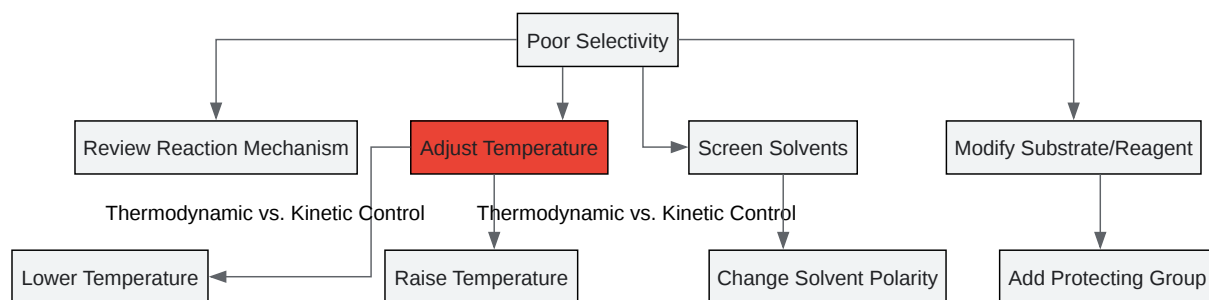 Poor Selectivity
Review Reaction Mechanism
Adjust Temperature
Screen Solvents
Modify Substrate/Reagent
Thermodynamic vs. Kinetic Control
Thermodynamic vs. Kinetic Control
Lower Temperature
Raise Temperature
Change Solvent Polarity
Add Protecting Group